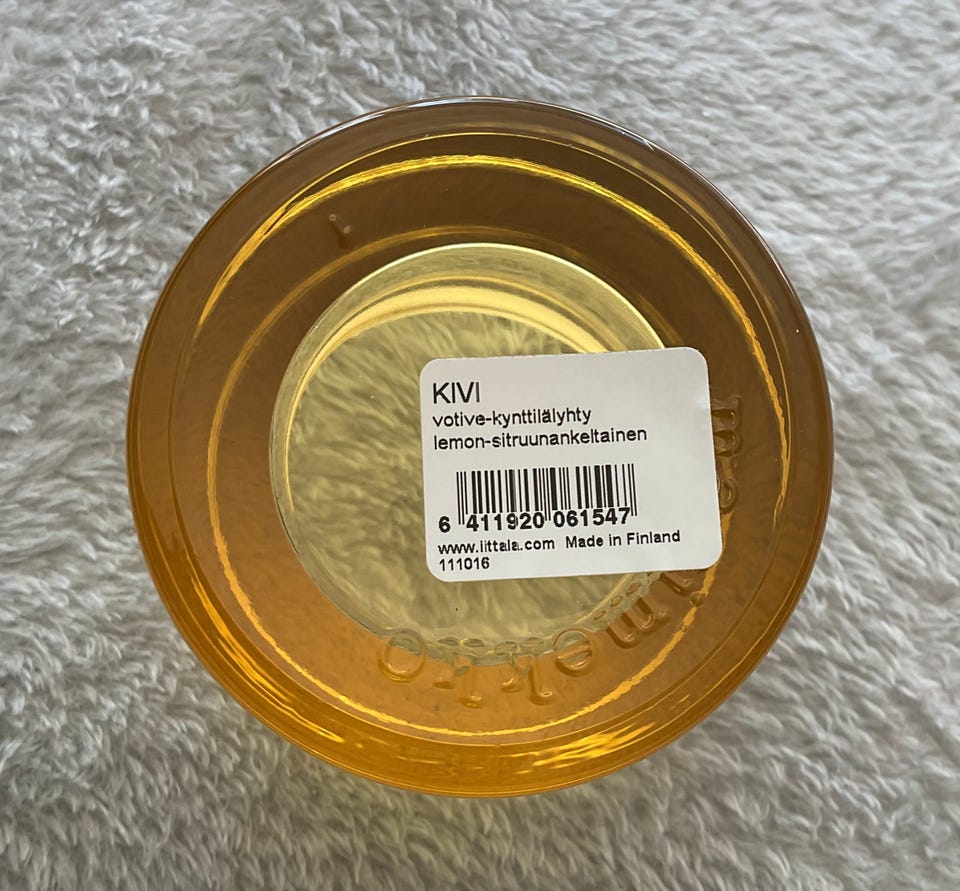 KIVI
votive-kynttilälyhty
lemon-sitruunankeltainen
6 411920 061547
www.iittala.com Made in Finland
111016